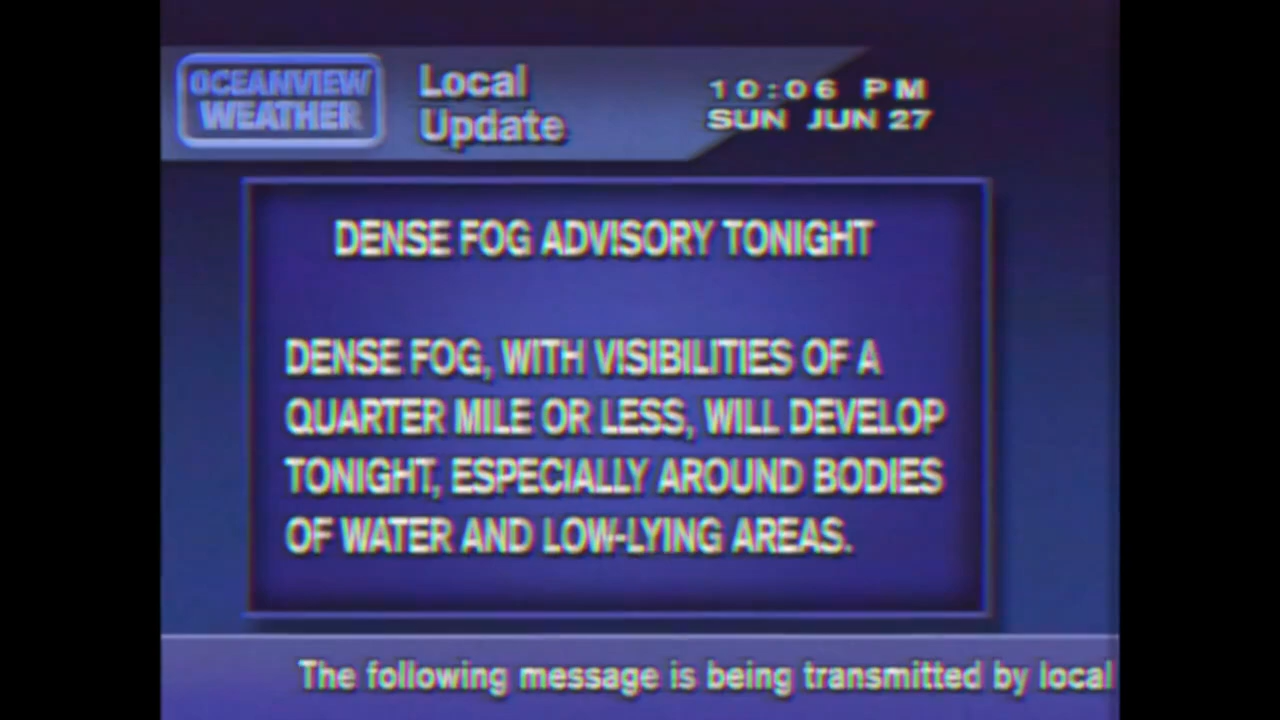 OCEANVIEW
WEATHER
Local
Update
10:06 PM
SUN JUN 27
DENSE FOG ADVISORY TONIGHT
DENSE FOG, WITH VISIBILITIES OF A
QUARTER MILE OR LESS, WILL DEVELOP
TONIGHT, ESPECIALLY AROUND BODIES
OF WATER AND LOW-LYING AREAS.
The following message is being transmitted by local